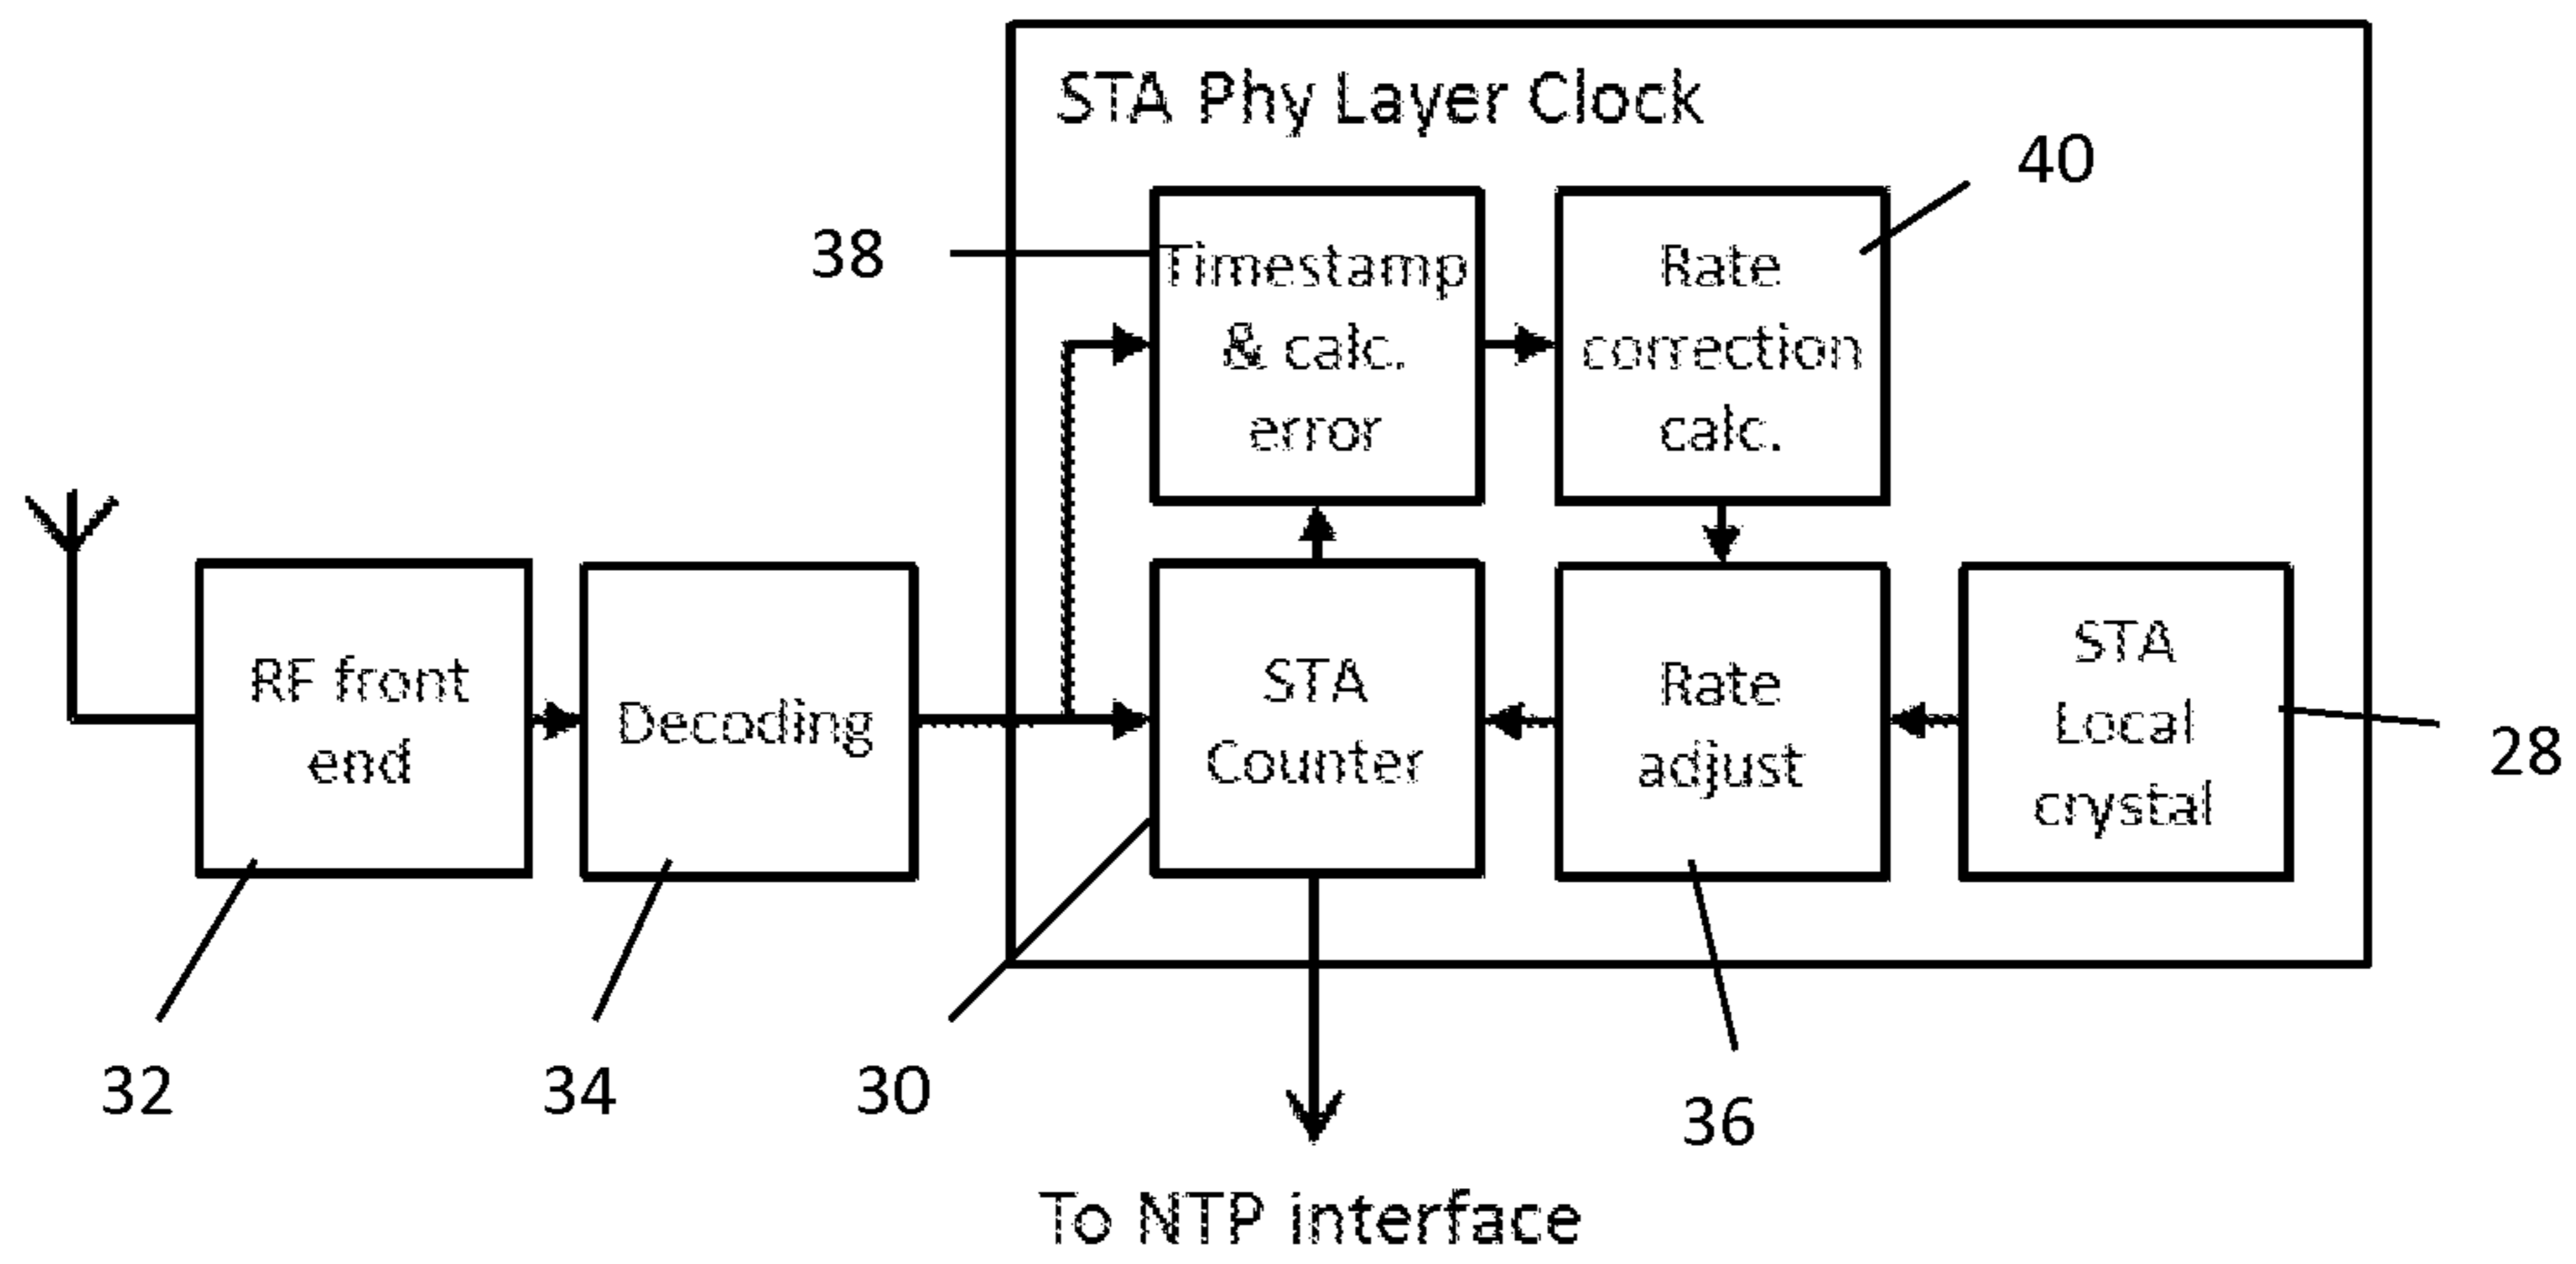 STA Phy Layer Clock
40
38
Timestamp
& calc.
error
Rate
correction
calc.
RF front
end
Decoding
STA
Counter
Rate
adjust
STA
Local
crystal
28
32
34
30
36
To NTP interface